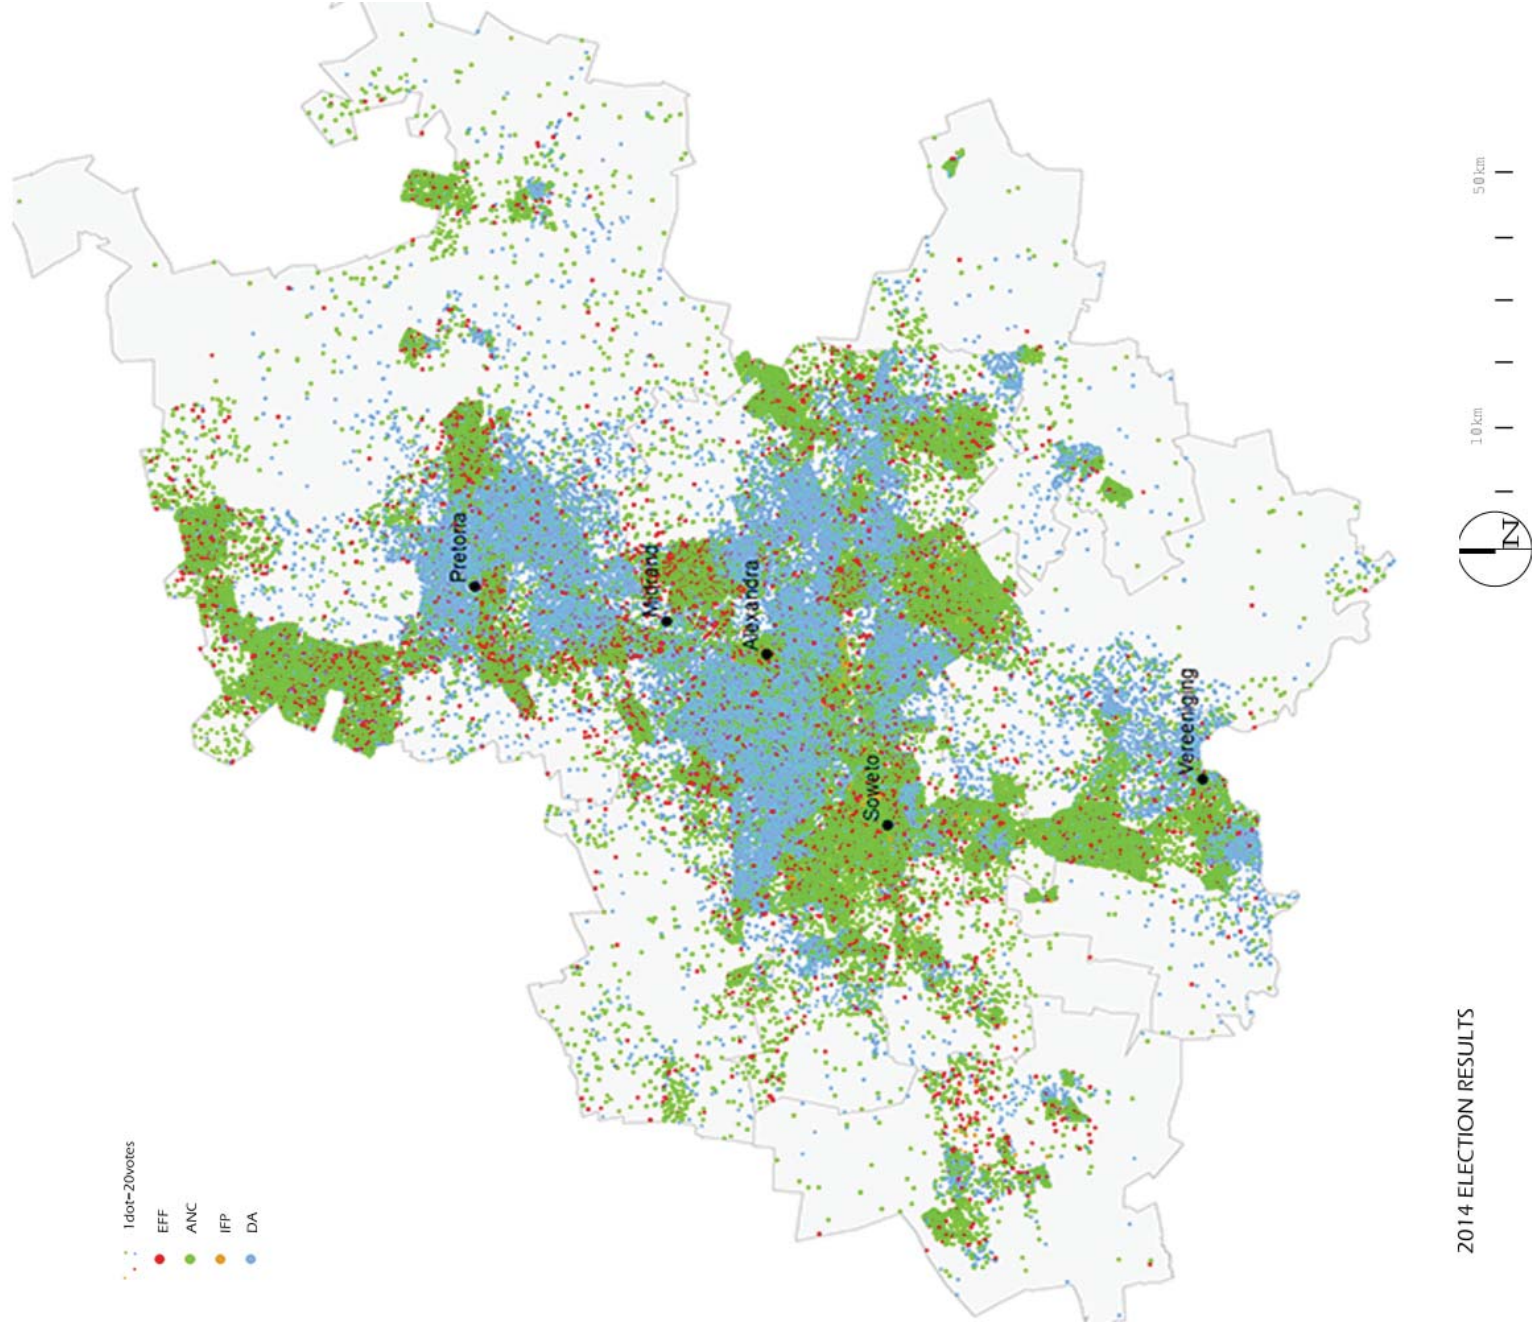 1dot=20votes
EFF
ANC
IFP
DA
Pretoria
Midrand
Alexandra
Soweto
Vereeniging
2014 ELECTION RESULTS
N
10km
50km